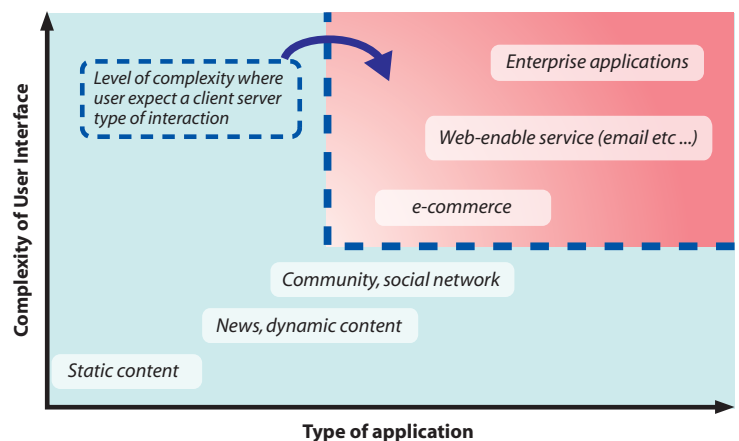 Complexity of User Interface
Level of complexity where
user expect a client server
type of interaction
Enterprise applications
Web-enable service (email etc ...)
e-commerce
Community, social network
News, dynamic content
Static content
Type of application